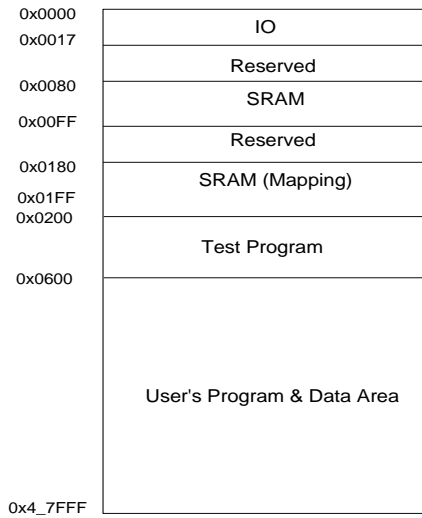 0x0000
IO
0x0017
Reserved
0x0080
SRAM
0x00FF
Reserved
0x0180
SRAM (Mapping)
0x01FF
0x0200
Test Program
0x0600
User's Program & Data Area
0x4_7FFF